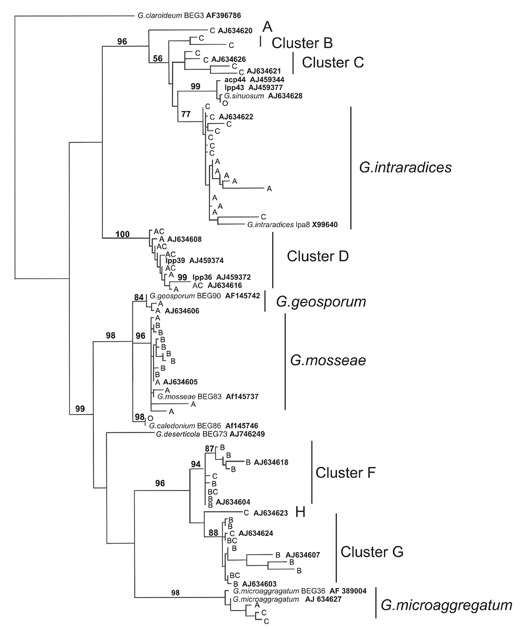 G.claroideum BEG3 AF396786
A
C AJ634620
96
C
Cluster B
C
56
C
C AJ634626
Cluster C
C
C AJ634621
acp44 AJ459344
99
lpp43 AJ459377
G.sinuosum AJ634628
O
C
77
C AJ634622
C
C
C
C
A
G.intraradices
A
A
A
A
A
A
C
G.intraradices lpa8 X99640
AC
100
A AJ634608
AC
AC
lpp39 AJ459374
Cluster D
AC
A
99
lpp36 AJ459372
AC AJ634616
A
84
G.geosporum BEG90 AF145742
G.geosporum
A
A AJ634606
A
B
B
98
96
B
B
B
B
G.mosseae
B
B
A AJ634605
A
G.mosseae BEG83 Af145737
A
A
98
O
G.caledonium BEG86 Af145746
99
G.deserticola BEG73 AJ746249
87
B
B
94
B AJ634618
B
Cluster F
96
C
B
BC
B
B
AJ634604
C AJ634623
H
B
B
88
C AJ634624
BC
B
B AJ634607
Cluster G
B
B
BC
B AJ634603
98
G.microaggregatum BEG36 AF 389004
G.microaggregatum AJ 634627
A
G.microaggregatum
C
C